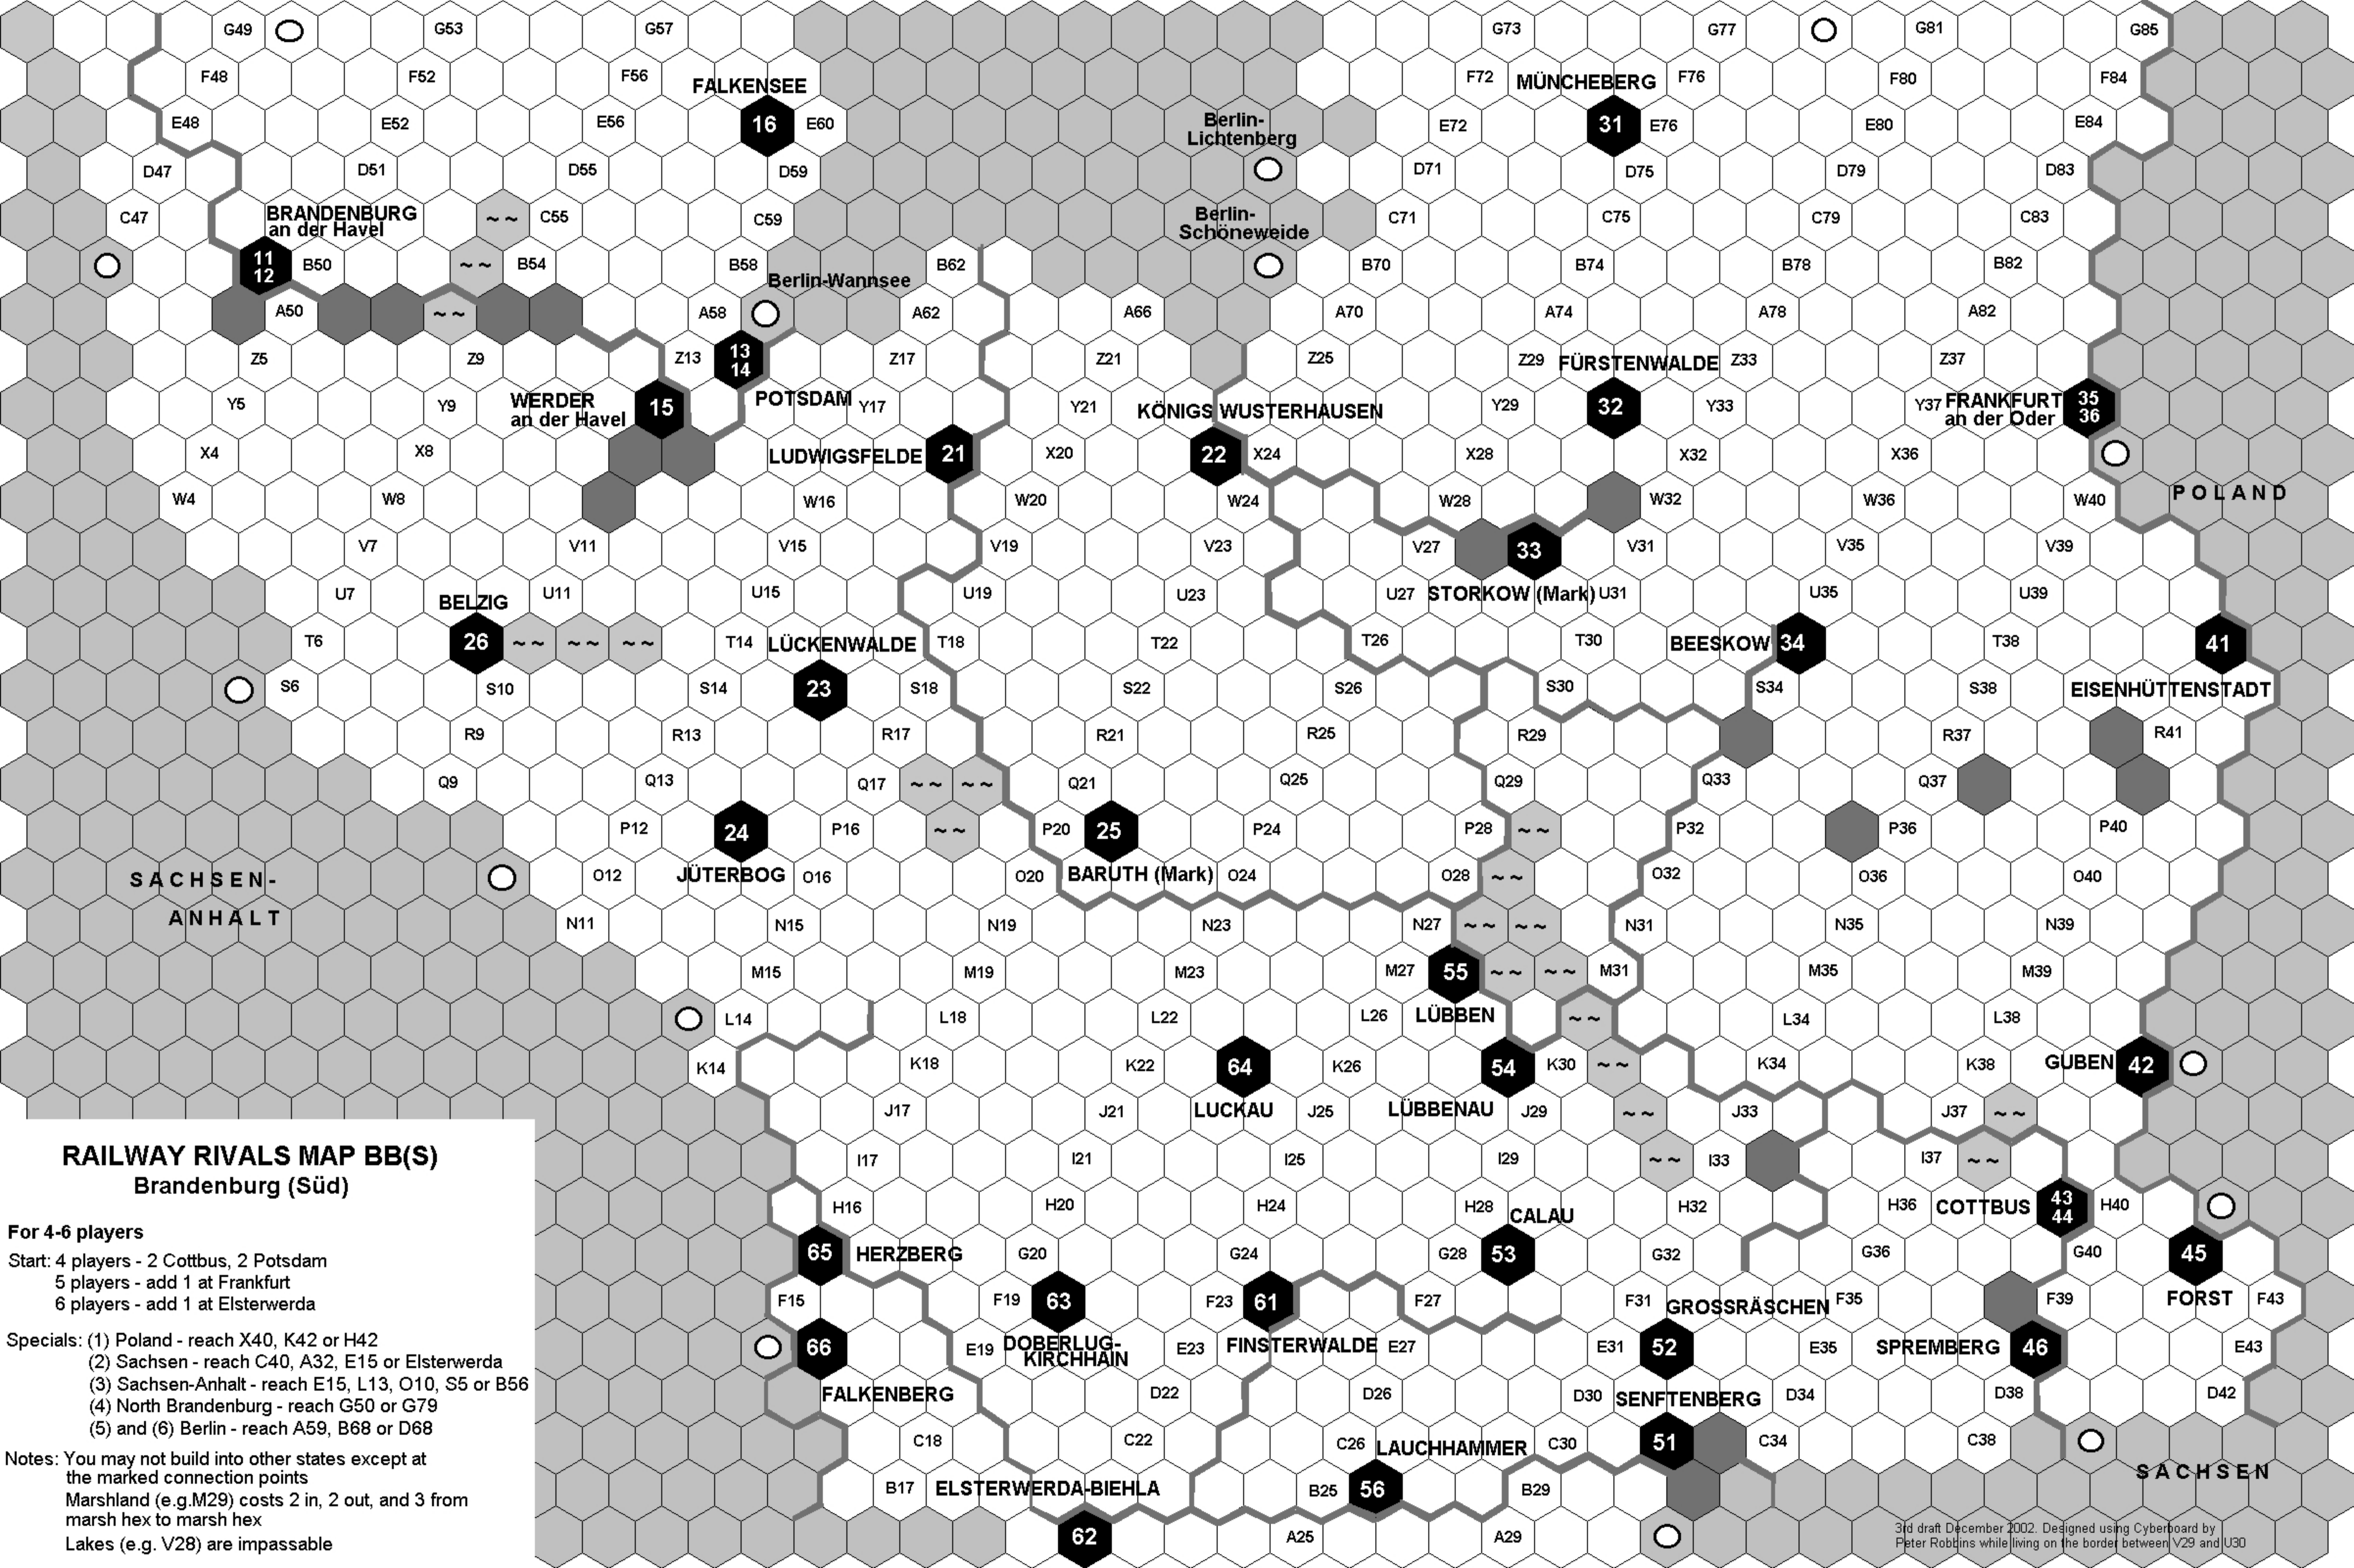 G49 G53 G57 G73 G77 G81 G85
F48 F52 F56 FALKENSEE F72 MÜNCHEBERG F76 F80 F84
E48 E52 E56 16 E60 Berlin-
Lichtenberg E72 31 E76 E80 E84
D47 D51 D55 D59 D71 D75 D79 D83
C47 BRANDENBURG
an der Havel ~ ~ C55 C59 Berlin-
Schöneweide C71 C75 C79 C83
11
12 B50 ~ ~ B54 B58 Berlin-Wannsee B62 B70 B74 B78 B82
A50 ~ ~ A58 A62 A66 A70 A74 A78 A82
Z5 Z9 Z13 13
14 Z17 Z21 Z25 Z29 FÜRSTENWALDE Z33 Z37
Y5 Y9 WERDER
an der Havel 15 POTSDAM Y17 Y21 KÖNIGS WUSTERHAUSEN Y29 32 Y33 Y37 FRANKFURT
an der Oder 35
36
X4 X8 LUDWIGSFELDE 21 X20 22 X24 X28 X32 X36
W4 W8 W16 W20 W24 W28 W32 W36 W40 POLAND
V7 V11 V15 V19 V23 V27 33 V31 V35 V39
U7 BELZIG U11 U15 U19 U23 U27 STORKOW (Mark) U31 U35 U39
T6 26 ~ ~ ~ ~ ~ ~ T14 LÜCKENWALDE T18 T22 T26 T30 BEESKOW 34 T38 41
S6 S10 S14 23 S18 S22 S26 S30 S34 S38 EISENHÜTTENSTADT
R9 R13 R17 R21 R25 R29 R37 R41
Q9 Q13 Q17 ~ ~ ~ ~ Q21 Q25 Q29 Q33 Q37
P12 24 P16 ~ ~ P20 25 P24 P28 ~ ~ P32 P36 P40
SACHSEN- O12 JÜTERBOG O16 O20 BARUTH (Mark) O24 O28 ~ ~ O32 O36 O40
ANHALT N11 N15 N19 N23 N27 ~ ~ ~ ~ N31 N35 N39
M15 M19 M23 M27 55 ~ ~ ~ ~ M31 M35 M39
L14 L18 L22 L26 LÜBBEN ~ ~ L34 L38
K14 K18 K22 64 K26 54 K30 ~ ~ K34 K38 GUBEN 42
J17 J21 LUCKAU J25 LÜBBENAU J29 ~ ~ J33 J37 ~ ~
I17 I21 I25 I29 ~ ~ I33 I37 ~ ~
H16 H20 H24 H28 CALAU H32 H36 COTTBUS 43
44 H40
65 HERZBERG G20 G24 G28 53 G32 G36 G40 45
F15 F19 63 F23 61 F27 F31 GROSSRÄSCHEN F35 F39 FORST F43
66 E19 DOBERLUG-
KIRCHHAIN E23 FINSTERWALDE E27 E31 52 E35 SPREMBERG 46 E43
FALKENBERG D22 D26 D30 SENFTENBERG D34 D38 D42
C18 C22 C26 LAUCHHAMMER C30 51 C34 C38
B17 ELSTERWERDA-BIEHLA B25 56 B29 SACHSEN
62 A25 A29
RAILWAY RIVALS MAP BB(S)
Brandenburg (Süd)
For 4-6 players
Start: 4 players - 2 Cottbus, 2 Potsdam
5 players - add 1 at Frankfurt
6 players - add 1 at Elsterwerda
Specials: (1) Poland - reach X40, K42 or H42
(2) Sachsen - reach C40, A32, E15 or Elsterwerda
(3) Sachsen-Anhalt - reach E15, L13, O10, S5 or B56
(4) North Brandenburg - reach G50 or G79
(5) and (6) Berlin - reach A59, B68 or D68
Notes: You may not build into other states except at
the marked connection points
Marshland (e.g.M29) costs 2 in, 2 out, and 3 from
marsh hex to marsh hex
Lakes (e.g. V28) are impassable
3rd draft December 2002. Designed using Cyberboard by
Peter Robbins while living on the border between V29 and U30